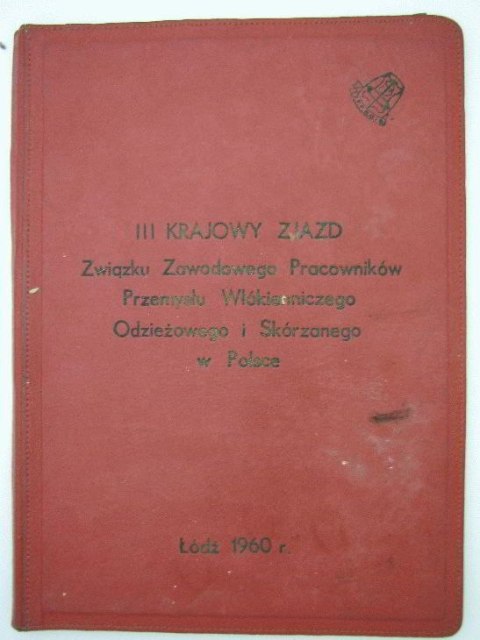 III KRAJOWY ZJAZD
Związku Zawodowego Pracowników
Przemysłu Włókienniczego
Odzieżowego i Skórzanego
w Polsce
Łódź 1960 r.